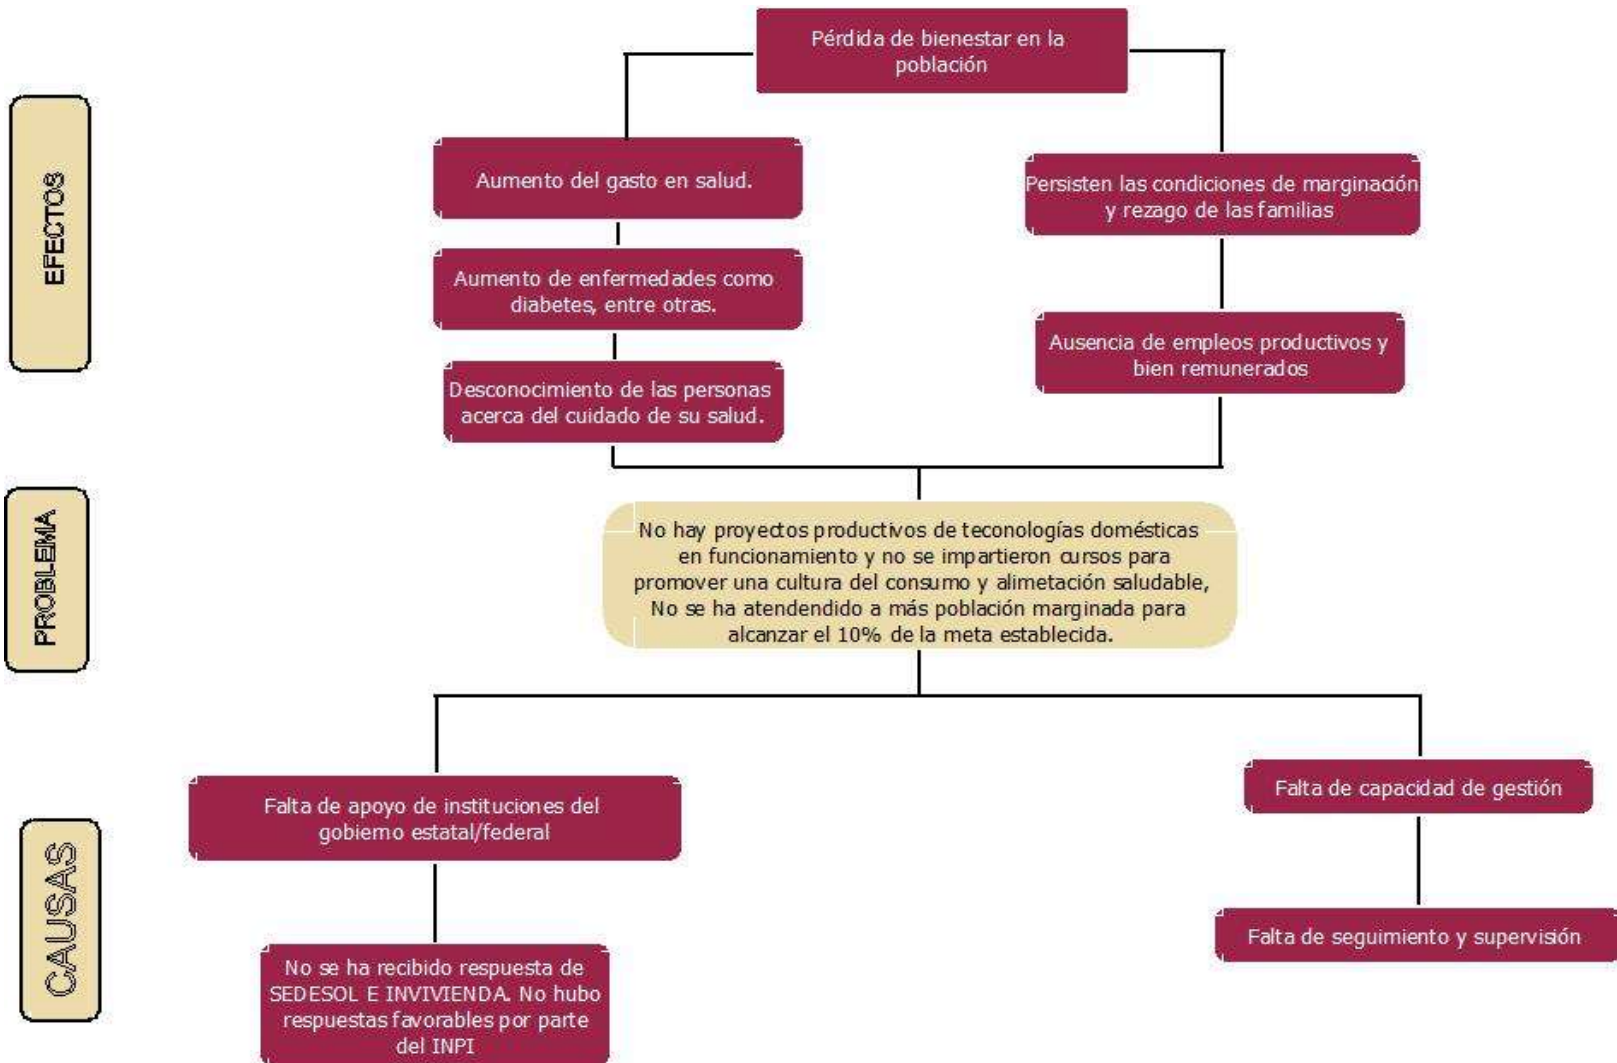 Pérdida de bienestar en la
población
EFECTOS
Aumento del gasto en salud.
Persisten las condiciones de marginación
y rezago de las familias
Aumento de enfermedades como
diabetes, entre otras.
Ausencia de empleos productivos y
bien remunerados
Desconocimiento de las personas
acerca del cuidado de su salud.
PROBLEMA
No hay proyectos productivos de teconologías domésticas
en funcionamiento y no se impartieron cursos para
promover una cultura del consumo y alimetación saludable,
No se ha atendendido a más población marginada para
alcanzar el 10% de la meta establecida.
CAUSAS
Falta de apoyo de instituciones del
gobierno estatal/federal
Falta de capacidad de gestión
No se ha recibido respuesta de
SEDESOL E INVIVIENDA. No hubo
respuestas favorables por parte
del INPI
Falta de seguimiento y supervisión